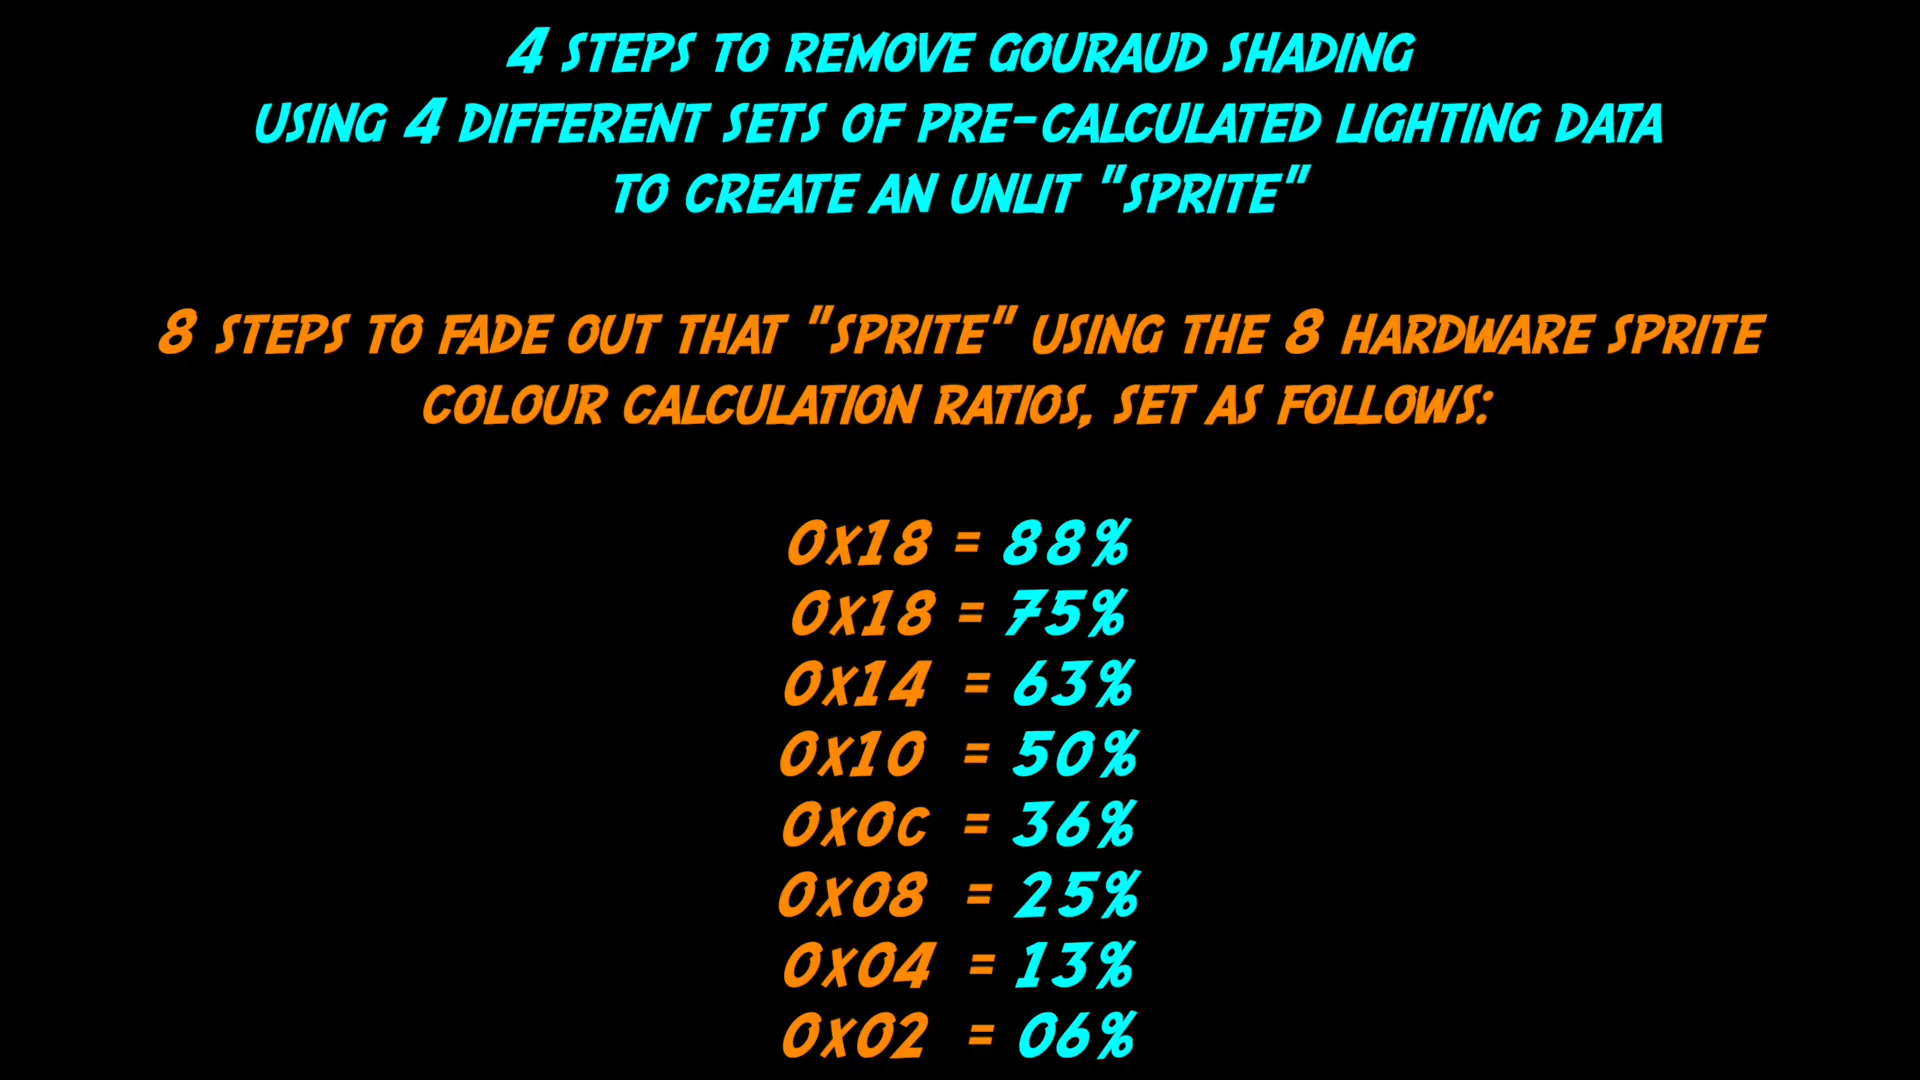 4 STEPS TO REMOVE GOURAUD SHADING
USING 4 DIFFERENT SETS OF PRE-CALCULATED LIGHTING DATA
TO CREATE AN UNLIT "SPRITE"
8 STEPS TO FADE OUT THAT "SPRITE" USING THE 8 HARDWARE SPRITE
COLOUR CALCULATION RATIOS, SET AS FOLLOWS:
0X18 = 88%
0X18 = 75%
0X14 = 63%
0X10 = 50%
0X0C = 36%
0X08 = 25%
0X04 = 13%
0X02 = 06%